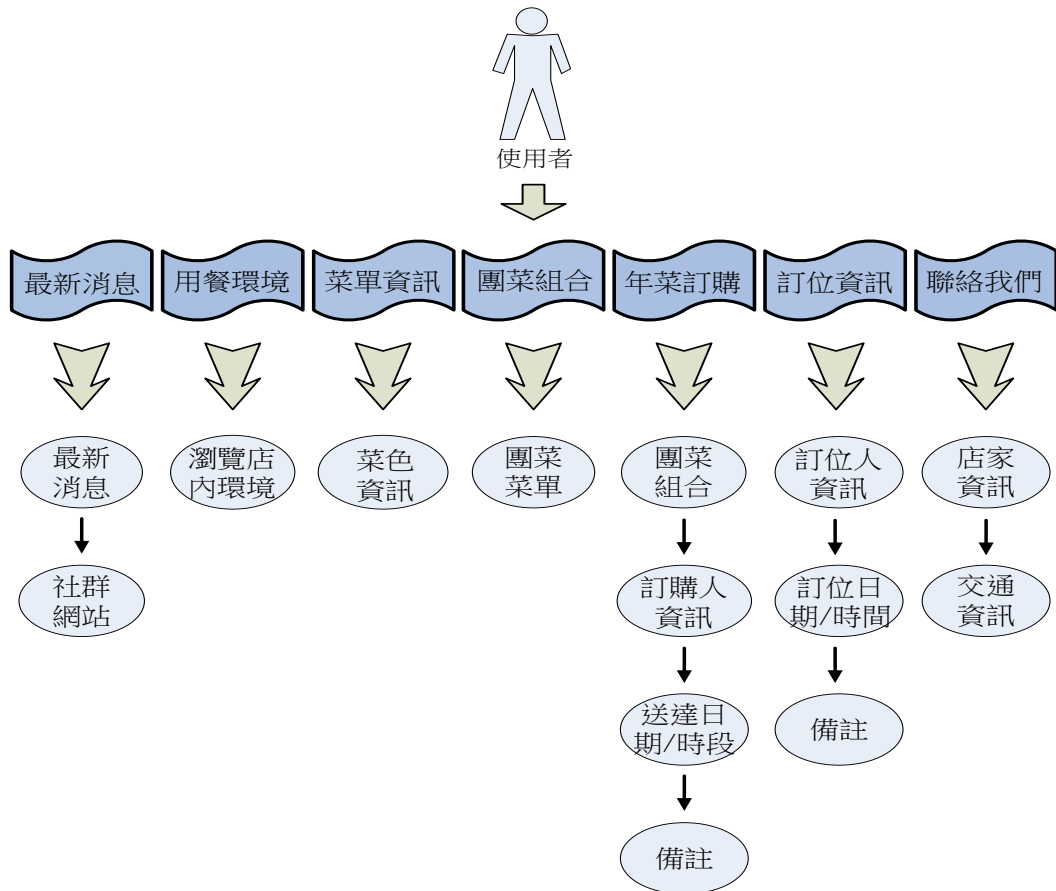 使用者
最新消息
用餐環境
菜單資訊
團菜組合
年菜訂購
訂位資訊
聯絡我們
最新
消息
瀏覽店
內環境
菜色
資訊
團菜
菜單
團菜
組合
訂位人
資訊
店家
資訊
社群
網站
訂購人
資訊
訂位日
期/時間
交通
資訊
送達日
期/時段
備註
備註